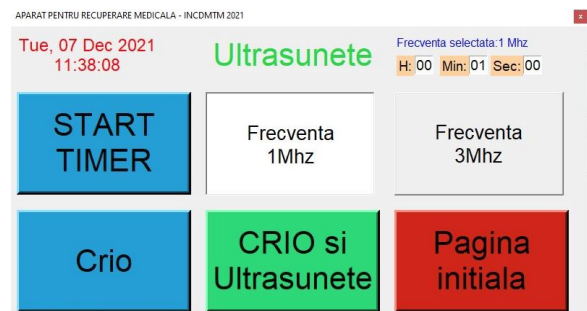 APARAT PENTRU RECUPERARE MEDICALA - INCDMTM 2021
x
Tue, 07 Dec 2021
11:38:08
Ultrasunete
Frecventa selectata:1 Mhz
H: 00 Min: 01 Sec: 00
START
TIMER
Frecventa
1Mhz
Frecventa
3Mhz
Crio
CRIO si
Ultrasunete
Pagina
initiala